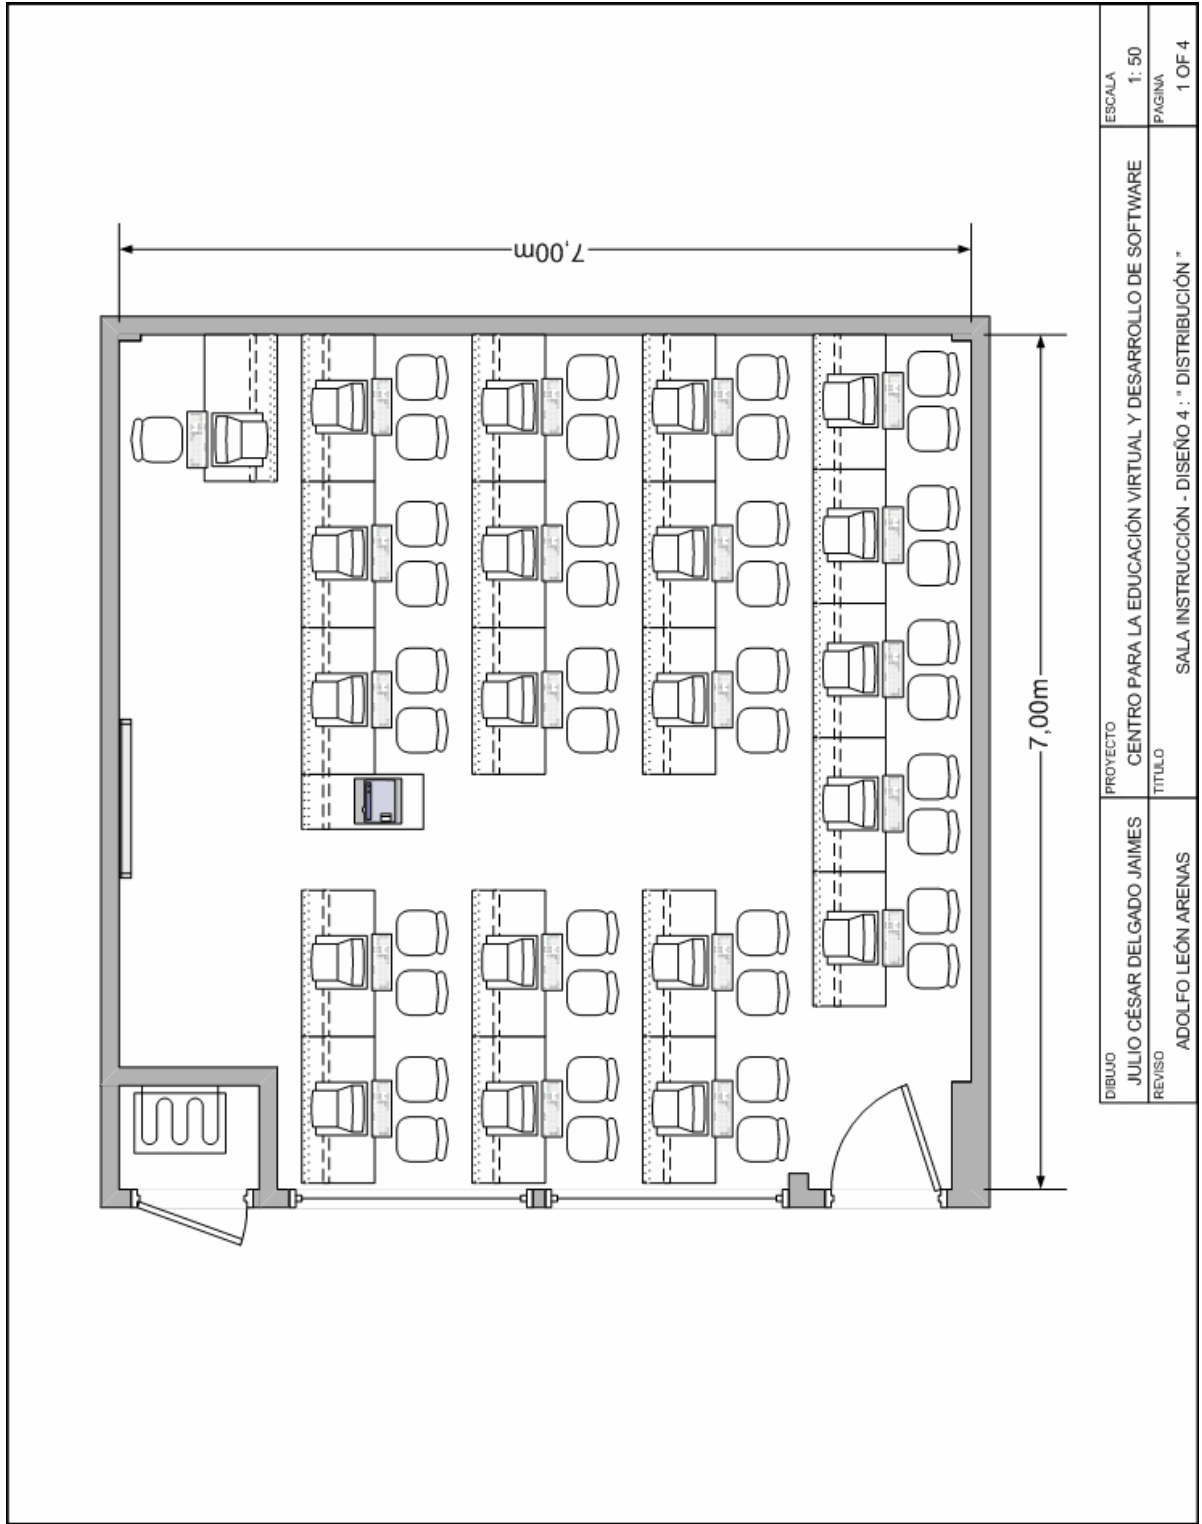 7,00m
7,00m
DIBUJO
JULIO CÉSAR DELGADO JAIMES
REVISO
ADOLFO LEÓN ARENAS
PROYECTO
CENTRO PARA LA EDUCACIÓN VIRTUAL Y DESARROLLO DE SOFTWARE
TITULO
SALA INSTRUCCIÓN - DISEÑO 4 : " DISTRIBUCIÓN "
ESCALA
1: 50
PAGINA
1 OF 4